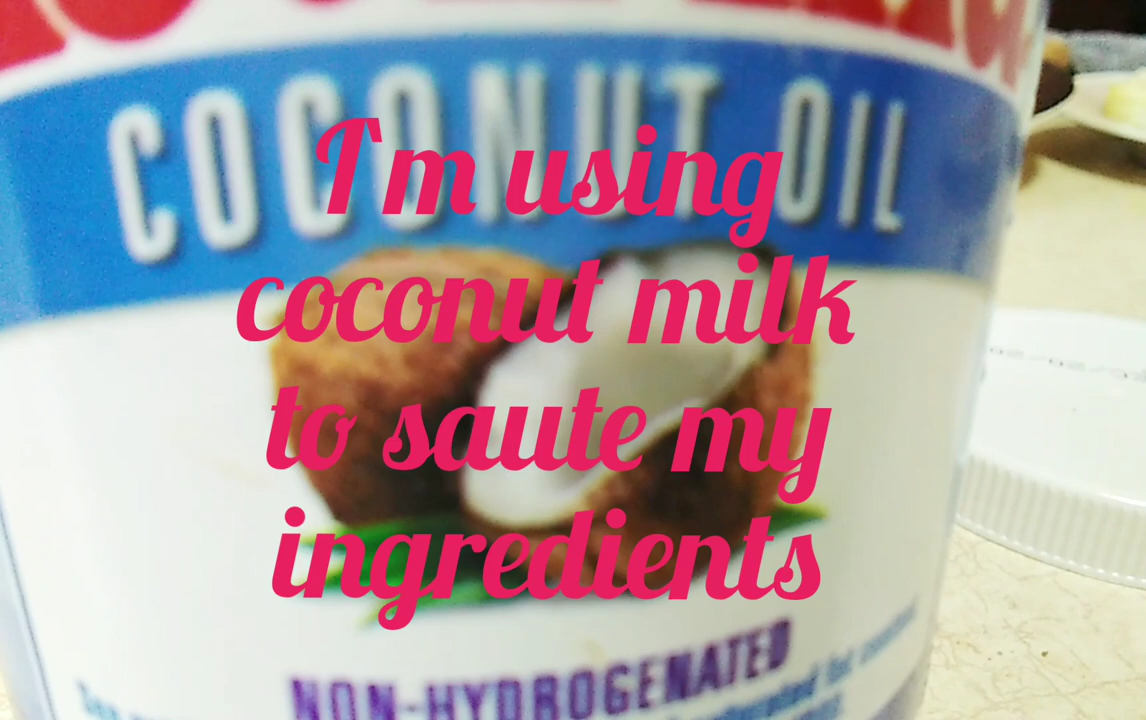 COCONUT OIL
I'm using
coconut milk
to saute my
ingredients
NON-HYDROGENATED